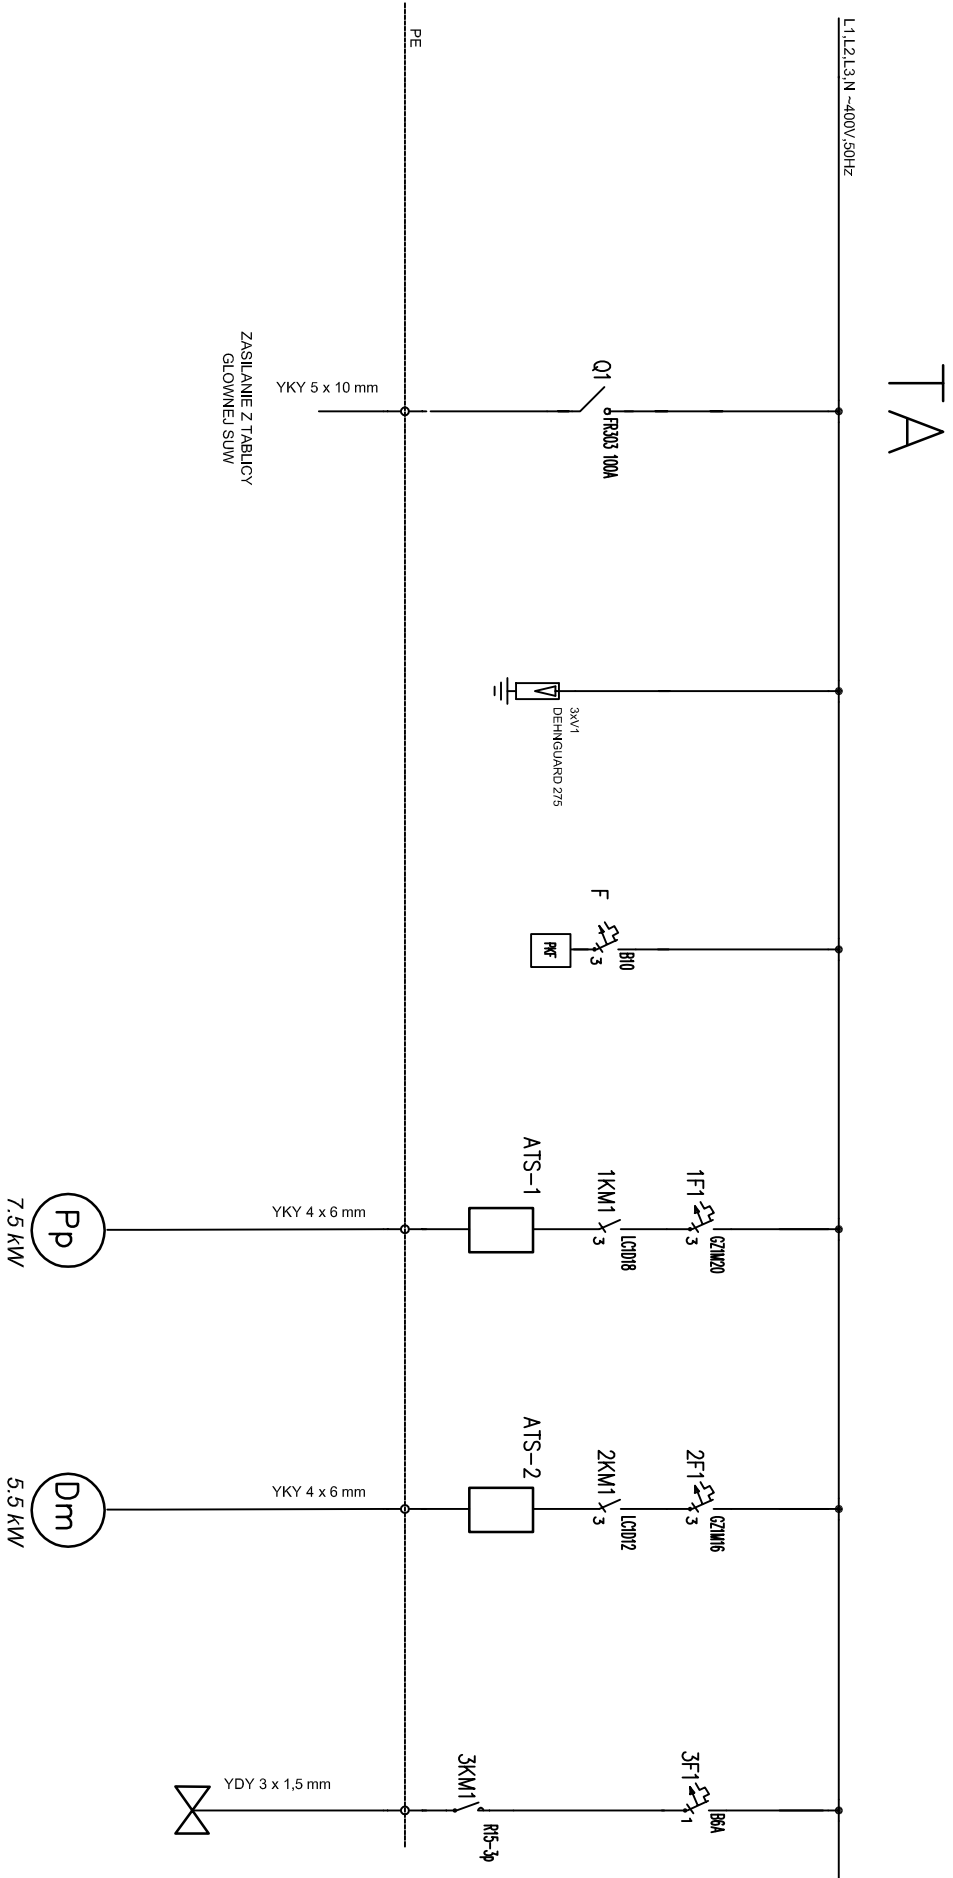 TA
L1,L2,L3,N ~400V,50Hz
PE
Q1
FR303 100A
YKY 5 x 10 mm
ZASILANIE Z TABLICY
GLOWNEJ SUW
3xV1
DEHNGUARD 275
F
B10
3
PKF
1F1
GZ1M20
3
1KM1
LC1D18
3
ATS-1
YKY 4 x 6 mm
Pp
7.5 kW
2F1
GZ1M16
3
2KM1
LC1D12
3
ATS-2
YKY 4 x 6 mm
Dm
5.5 kW
3F1
B6A
1
3KM1
R15-3p
YDY 3 x 1,5 mm